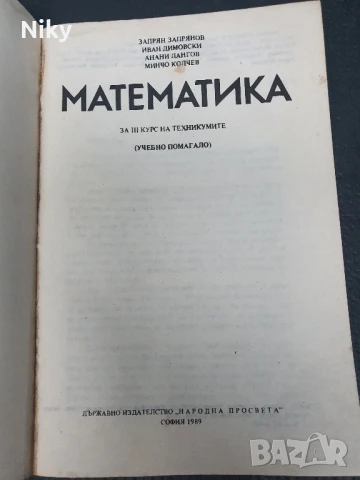 Niky
ЗАПРЯН ЗАПРЯНОВ
ИВАН ДИМОВСКИ
АНАНИ ЛАНГОВ
МИНЧО КОЛЧЕВ
МАТЕМАТИКА
ЗА III КУРС НА ТЕХНИКУМИТЕ
(УЧЕБНО ПОМАГАЛО)
ДЪРЖАВНО ИЗДАТЕЛСТВО „НАРОДНА ПРОСВЕТА“
СОФИЯ 1989
BAZAR